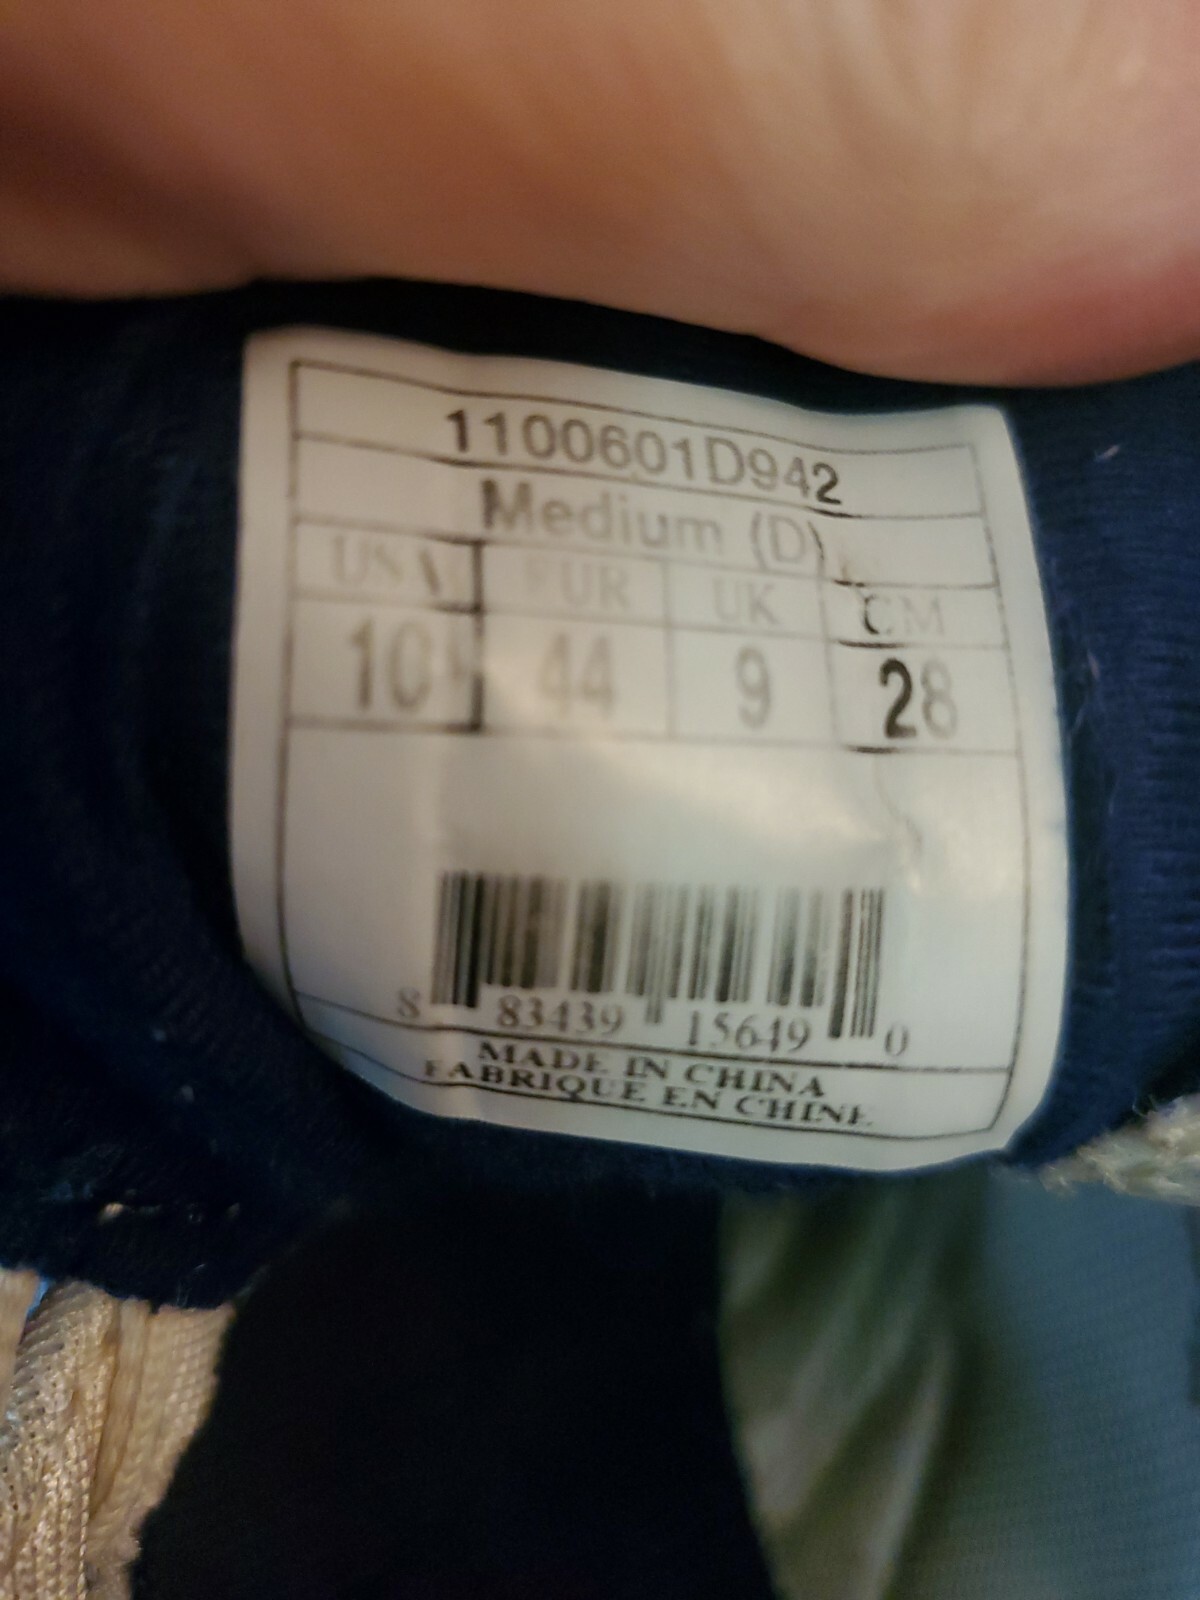 1100601D942
Medium (D)
USA EUR UK CM
10 44 9 28
8 83439 15649 0
MADE IN CHINA
FABRIQUE EN CHINE